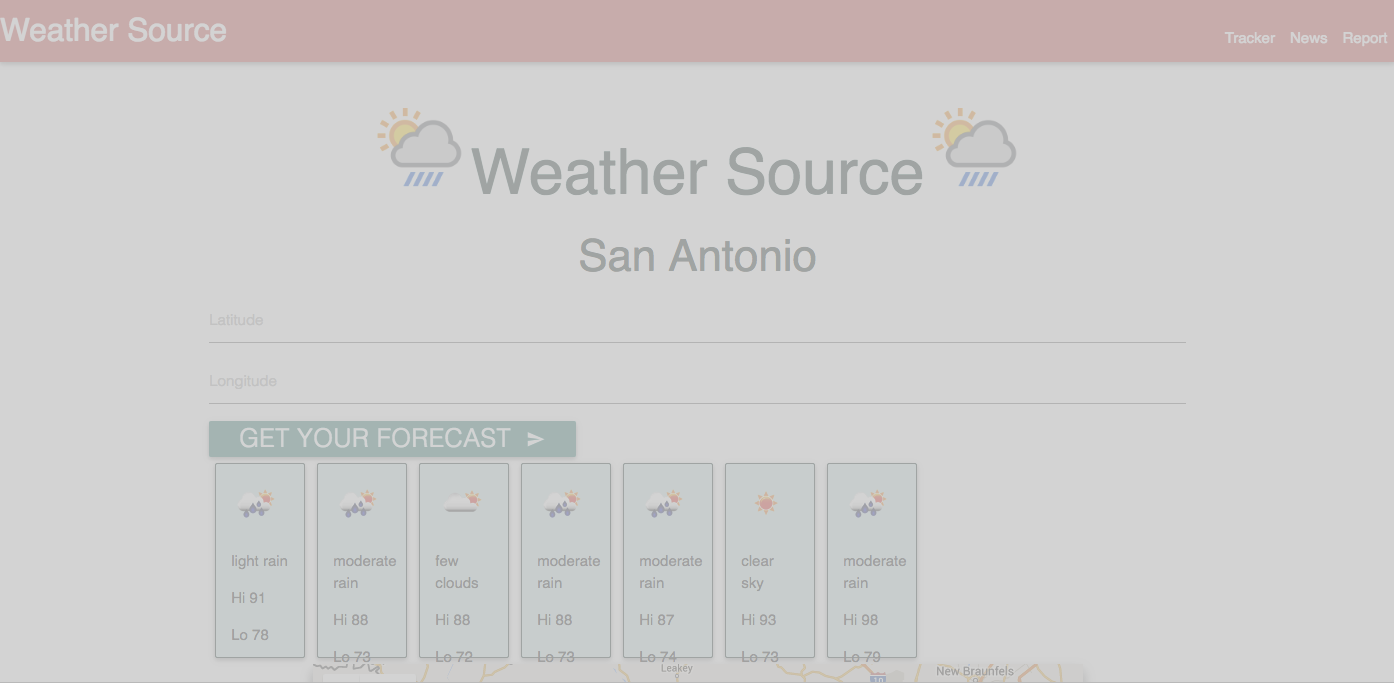 Weather Source
Tracker News Report
Weather Source
San Antonio
Latitude
Longitude
GET YOUR FORECAST
light rain
Hi 91
Lo 78
moderate
rain
Hi 88
Lo 73
few
clouds
Hi 88
Lo 72
moderate
rain
Hi 88
Lo 73
moderate
rain
Hi 87
Lo 74
clear
sky
Hi 93
Lo 73
moderate
rain
Hi 98
Lo 79
Leakey
10
New Braunfels